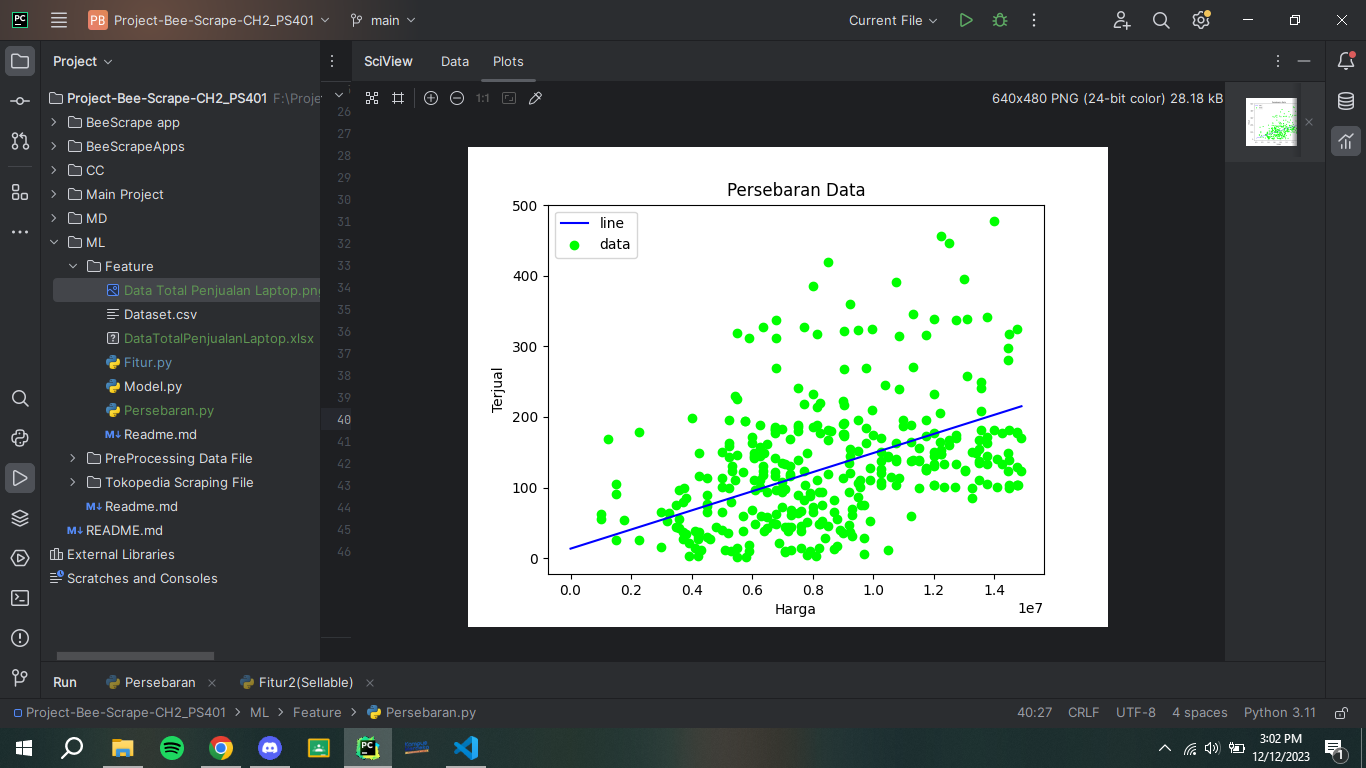 PC
PB Project-Bee-Scrape-CH2_PS401 main Current File
Project
SciView Data Plots
1:1 640x480 PNG (24-bit color) 28.18 kB
Project-Bee-Scrape-CH2_PS401 F:\Proje
BeeScrape app
BeeScrapeApps
CC
Main Project
MD
ML
Feature
Data Total Penjualan Laptop.png
Dataset.csv
DataTotalPenjualanLaptop.xlsx
Fitur.py
Model.py
Persebaran.py
Readme.md
PreProcessing Data File
Tokopedia Scraping File
Readme.md
README.md
External Libraries
Scratches and Consoles
26
27
28
29
30
31
32
33
34
35
36
37
38
39
40
41
42
43
44
45
46
Persebaran Data
line
data
500
400
300
200
100
0
Terjual
0.0 0.2 0.4 0.6 0.8 1.0 1.2 1.4
1e7
Harga
Run Persebaran Fitur2(Sellable)
Project-Bee-Scrape-CH2_PS401 > ML > Feature > Persebaran.py 40:27 CRLF UTF-8 4 spaces Python 3.11
3:02 PM
12/12/2023
1